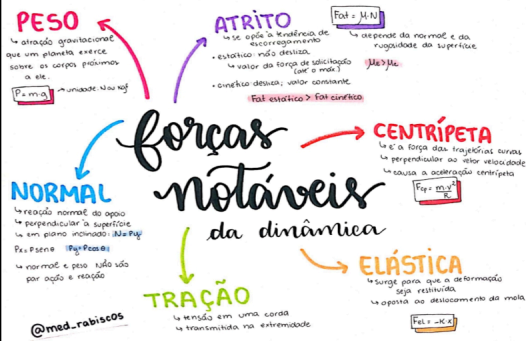 PESO
↳ atração gravitacional
que um planeta exerce
sobre os corpos próximos
a ele.
P = m·g → unidade: N ou kgf
ATRITO
↳ se opõe à tendência de
escorregamento
• estático: não desliza
↳ valor da força de solicitação
(até o máx.)
• cinético desliza; valor constante
Fat estático > Fat cinético
Fat = μ·N
↳ depende da normal e da
rugosidade da superfície
μe > μc
forças
notáveis
da dinâmica
CENTRÍPETA
↳ é a força das trajetórias curvas
↳ perpendicular ao vetor velocidade
↳ causa a aceleração centrípeta
Fcp = m·v²
R
NORMAL
↳ reação normal do apoio
↳ perpendicular à superfície
↳ em plano inclinado: N = Py
Px = P senθ Py = P cosθ
↳ normal e peso NÃO são
par ação e reação
TRAÇÃO
↳ tensão em uma corda
↳ transmitida na extremidade
ELÁSTICA
↳ surge para que a deformação
seja restituída
↳ oposta ao deslocamento da mola
Fel = -K·x
@med_rabiscos